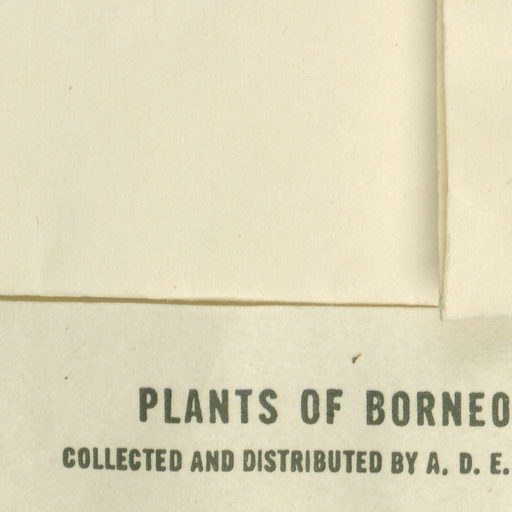 PLANTS OF BORNEO
COLLECTED AND DISTRIBUTED BY A. D. E.